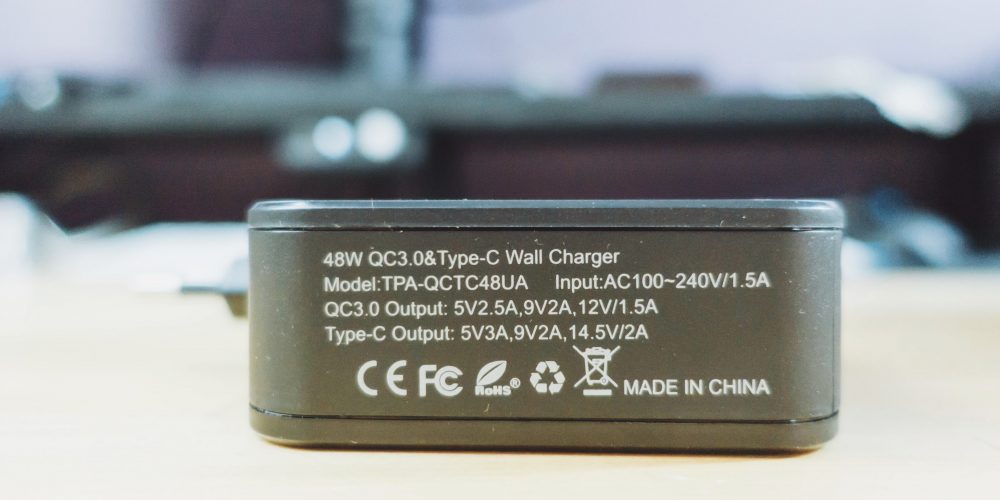 48W QC3.0&Type-C Wall Charger
Model:TPA-QCTC48UA Input:AC100~240V/1.5A
QC3.0 Output: 5V2.5A,9V2A,12V/1.5A
Type-C Output: 5V3A,9V2A,14.5V/2A
CE FC RoHS® MADE IN CHINA